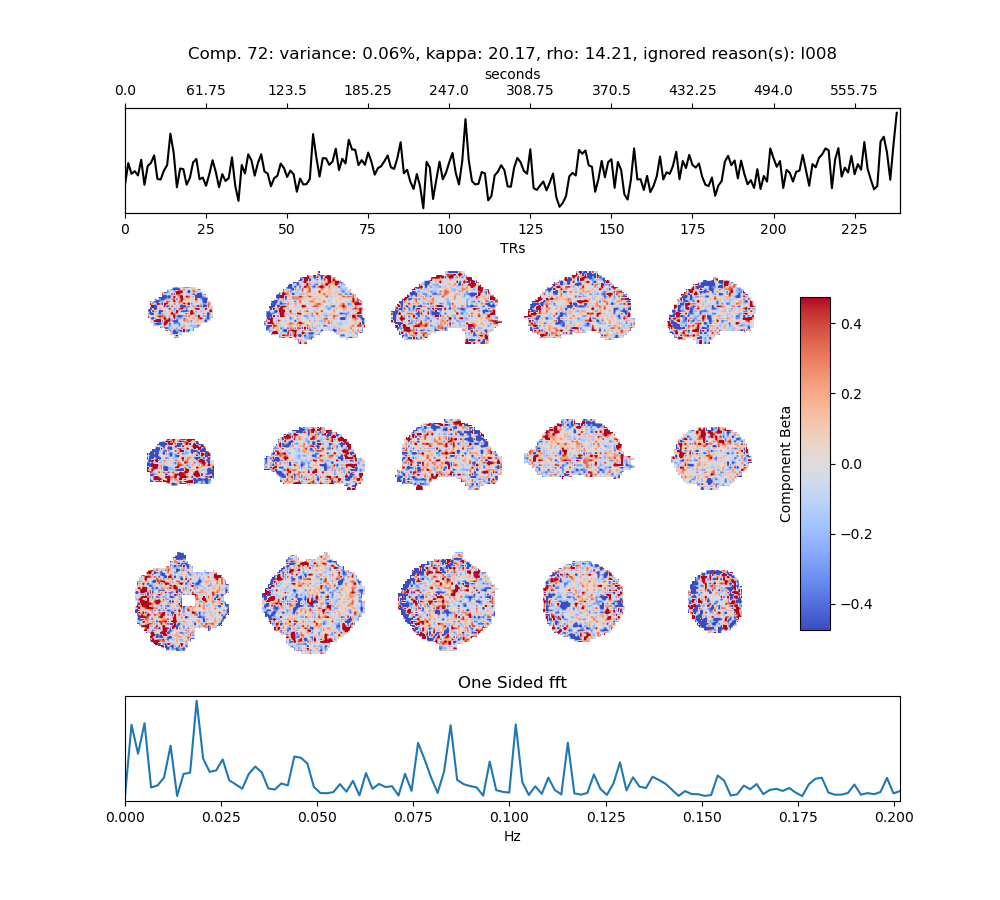 Comp. 72: variance: 0.06%, kappa: 20.17, rho: 14.21, ignored reason(s): I008
seconds
0.0 61.75 123.5 185.25 247.0 308.75 370.5 432.25 494.0 555.75
0 25 50 75 100 125 150 175 200 225
TRs
0.4
0.2
0.0
−0.2
−0.4
Component Beta
One Sided fft
0.000 0.025 0.050 0.075 0.100 0.125 0.150 0.175 0.200
Hz